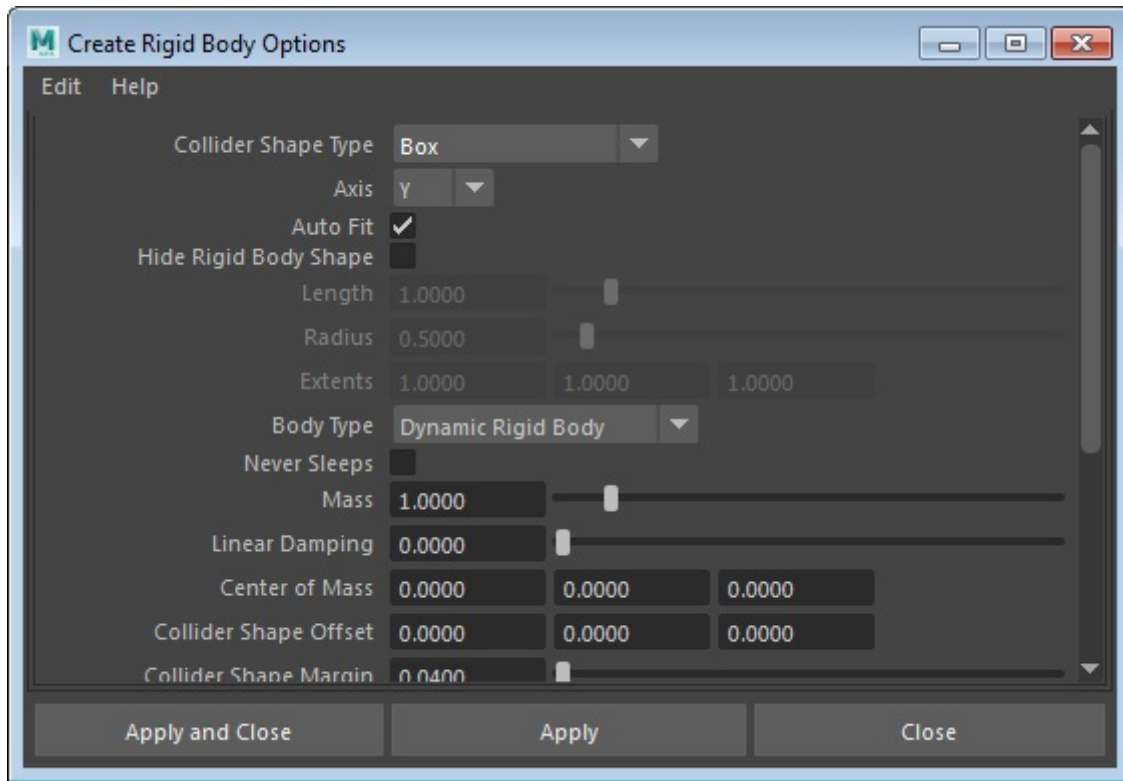 Create Rigid Body Options
Edit Help
Collider Shape Type Box
Axis Y
Auto Fit
Hide Rigid Body Shape
Length 1.0000
Radius 0.5000
Extents 1.0000 1.0000 1.0000
Body Type Dynamic Rigid Body
Never Sleeps
Mass 1.0000
Linear Damping 0.0000
Center of Mass 0.0000 0.0000 0.0000
Collider Shape Offset 0.0000 0.0000 0.0000
Collider Shape Margin 0.0400
Apply and Close Apply Close